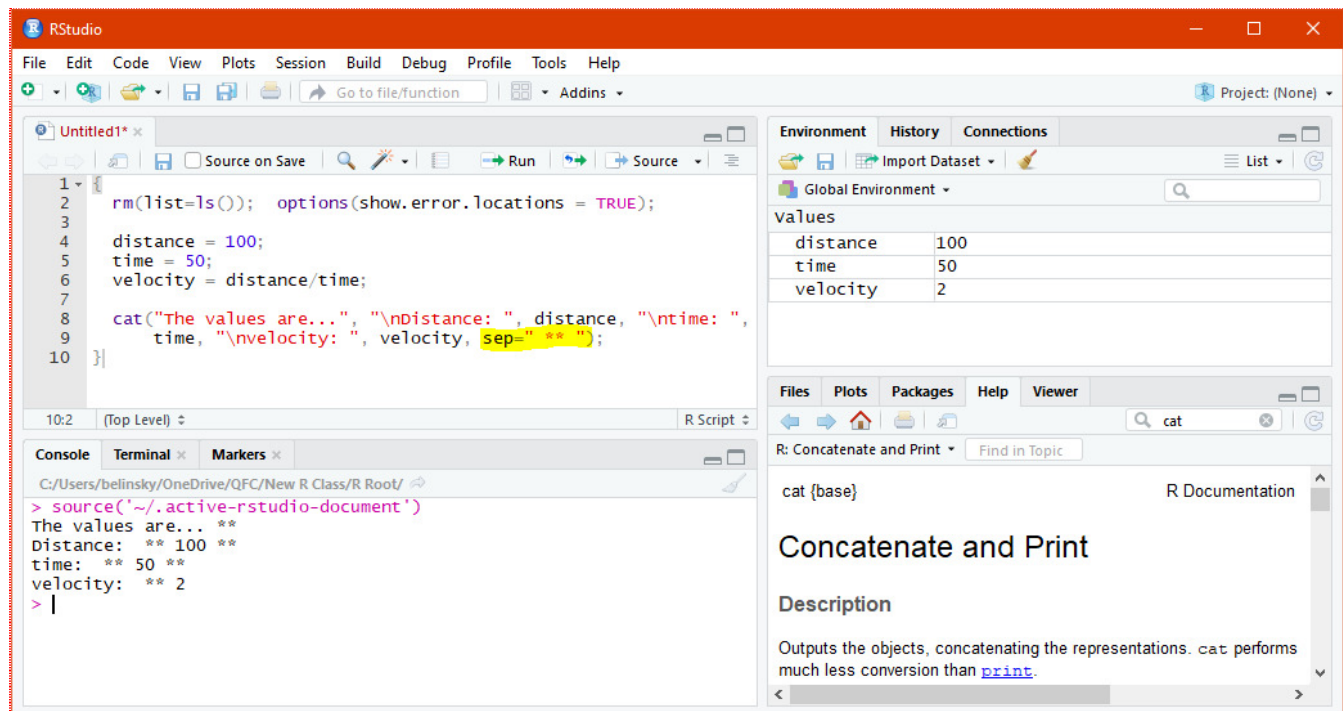 RStudio
File Edit Code View Plots Session Build Debug Profile Tools Help
Go to file/function Addins Project: (None)
Untitled1*
Source on Save Run Source
1 {
2 rm(list=ls()); options(show.error.locations = TRUE);
3
4 distance = 100;
5 time = 50;
6 velocity = distance/time;
7
8 cat("The values are...", "\nDistance: ", distance, "\ntime: ",
9 time, "\nvelocity: ", velocity, sep=" ** ");
10 }
10:2 (Top Level) R Script
Console Terminal Markers
C:/Users/belinsky/OneDrive/QFC/New R Class/R Root/
> source('~/.active-rstudio-document')
The values are... **
Distance:  ** 100 **
time:  ** 50 **
velocity:  ** 2
>
Environment History Connections
Import Dataset List
Global Environment
Values
distance 100
time 50
velocity 2
Files Plots Packages Help Viewer
cat
R: Concatenate and Print Find in Topic
cat {base} R Documentation
Concatenate and Print
Description
Outputs the objects, concatenating the representations. cat performs
much less conversion than print.